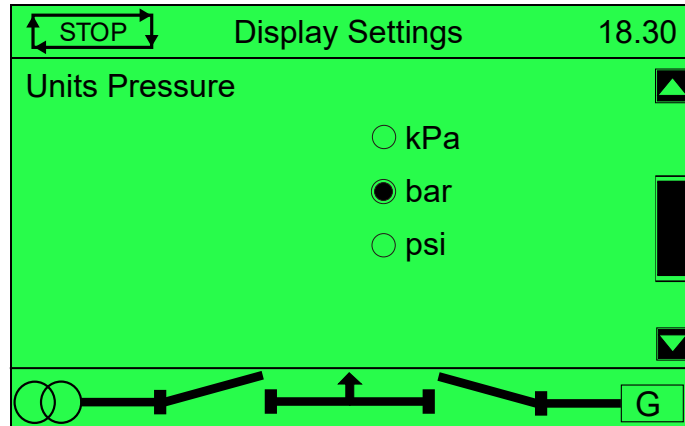 STOP Display Settings 18.30
Units Pressure
kPa
bar
psi
G